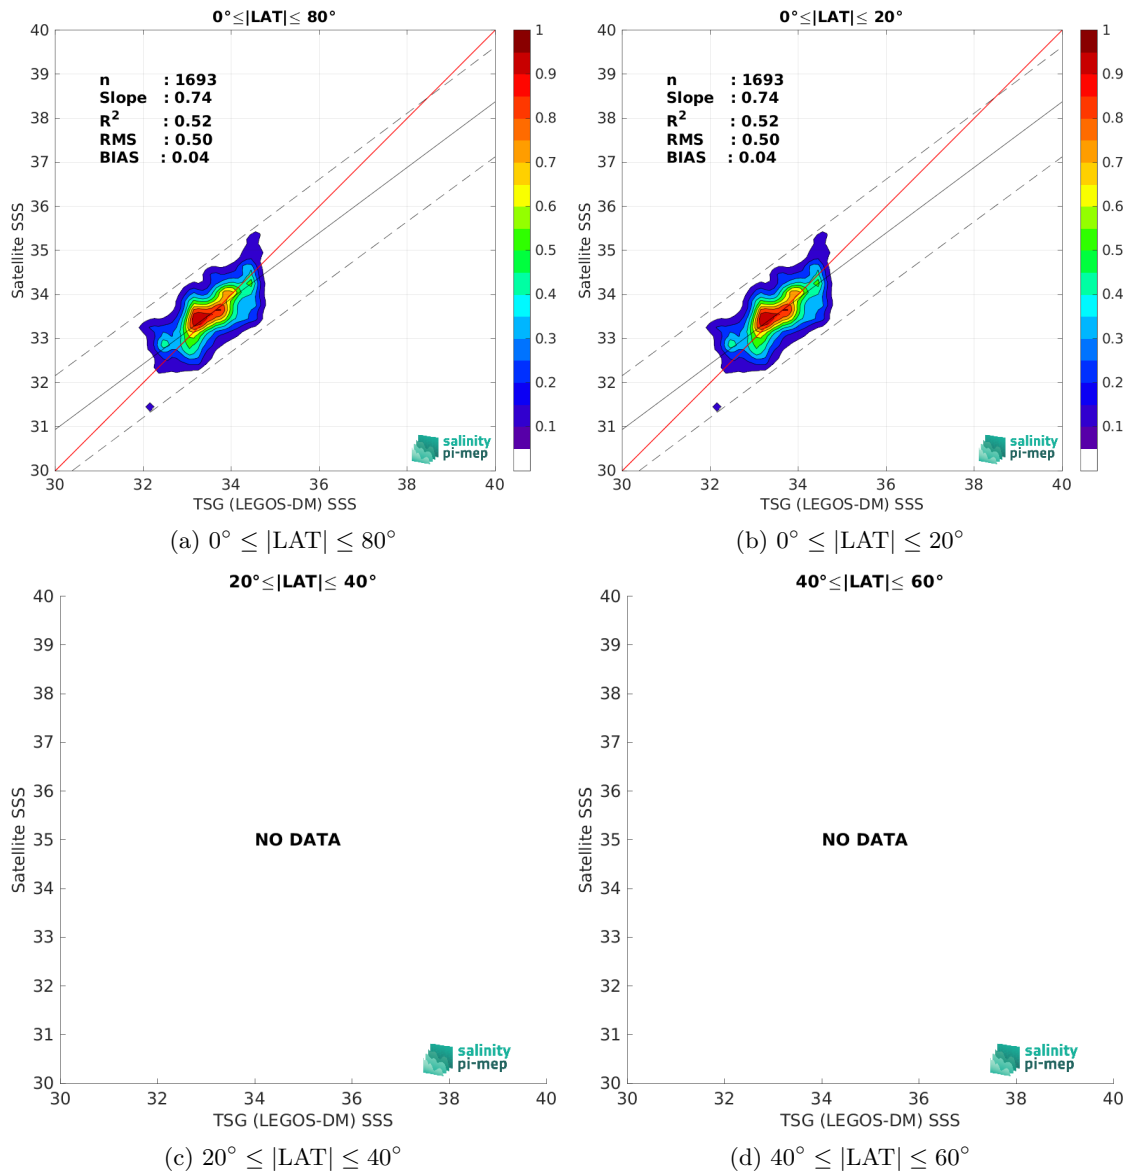 0°≤|LAT|≤ 80°
0°≤|LAT|≤ 20°
40
39
38
37
36
35
34
33
32
31
30
Satellite SSS
n : 1693
Slope : 0.74
R² : 0.52
RMS : 0.50
BIAS : 0.04
salinity
pi-mep
30 32 34 36 38 40
TSG (LEGOS-DM) SSS
1
0.9
0.8
0.7
0.6
0.5
0.4
0.3
0.2
0.1
(a) 0° ≤ |LAT| ≤ 80°
40
39
38
37
36
35
34
33
32
31
30
Satellite SSS
n : 1693
Slope : 0.74
R² : 0.52
RMS : 0.50
BIAS : 0.04
salinity
pi-mep
30 32 34 36 38 40
TSG (LEGOS-DM) SSS
1
0.9
0.8
0.7
0.6
0.5
0.4
0.3
0.2
0.1
(b) 0° ≤ |LAT| ≤ 20°
20°≤|LAT|≤ 40°
40
39
38
37
36
35
34
33
32
31
30
Satellite SSS
NO DATA
salinity
pi-mep
30 32 34 36 38 40
TSG (LEGOS-DM) SSS
(c) 20° ≤ |LAT| ≤ 40°
40°≤|LAT|≤ 60°
40
39
38
37
36
35
34
33
32
31
30
Satellite SSS
NO DATA
salinity
pi-mep
30 32 34 36 38 40
TSG (LEGOS-DM) SSS
(d) 40° ≤ |LAT| ≤ 60°